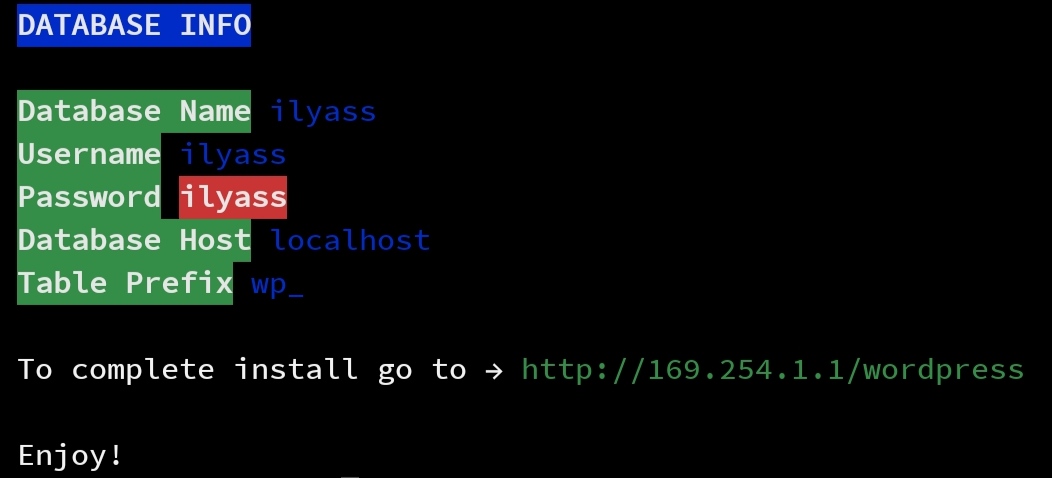 DATABASE INFO
Database Name ilyass
Username ilyass
Password ilyass
Database Host localhost
Table Prefix wp_
To complete install go to → http://169.254.1.1/wordpress
Enjoy!